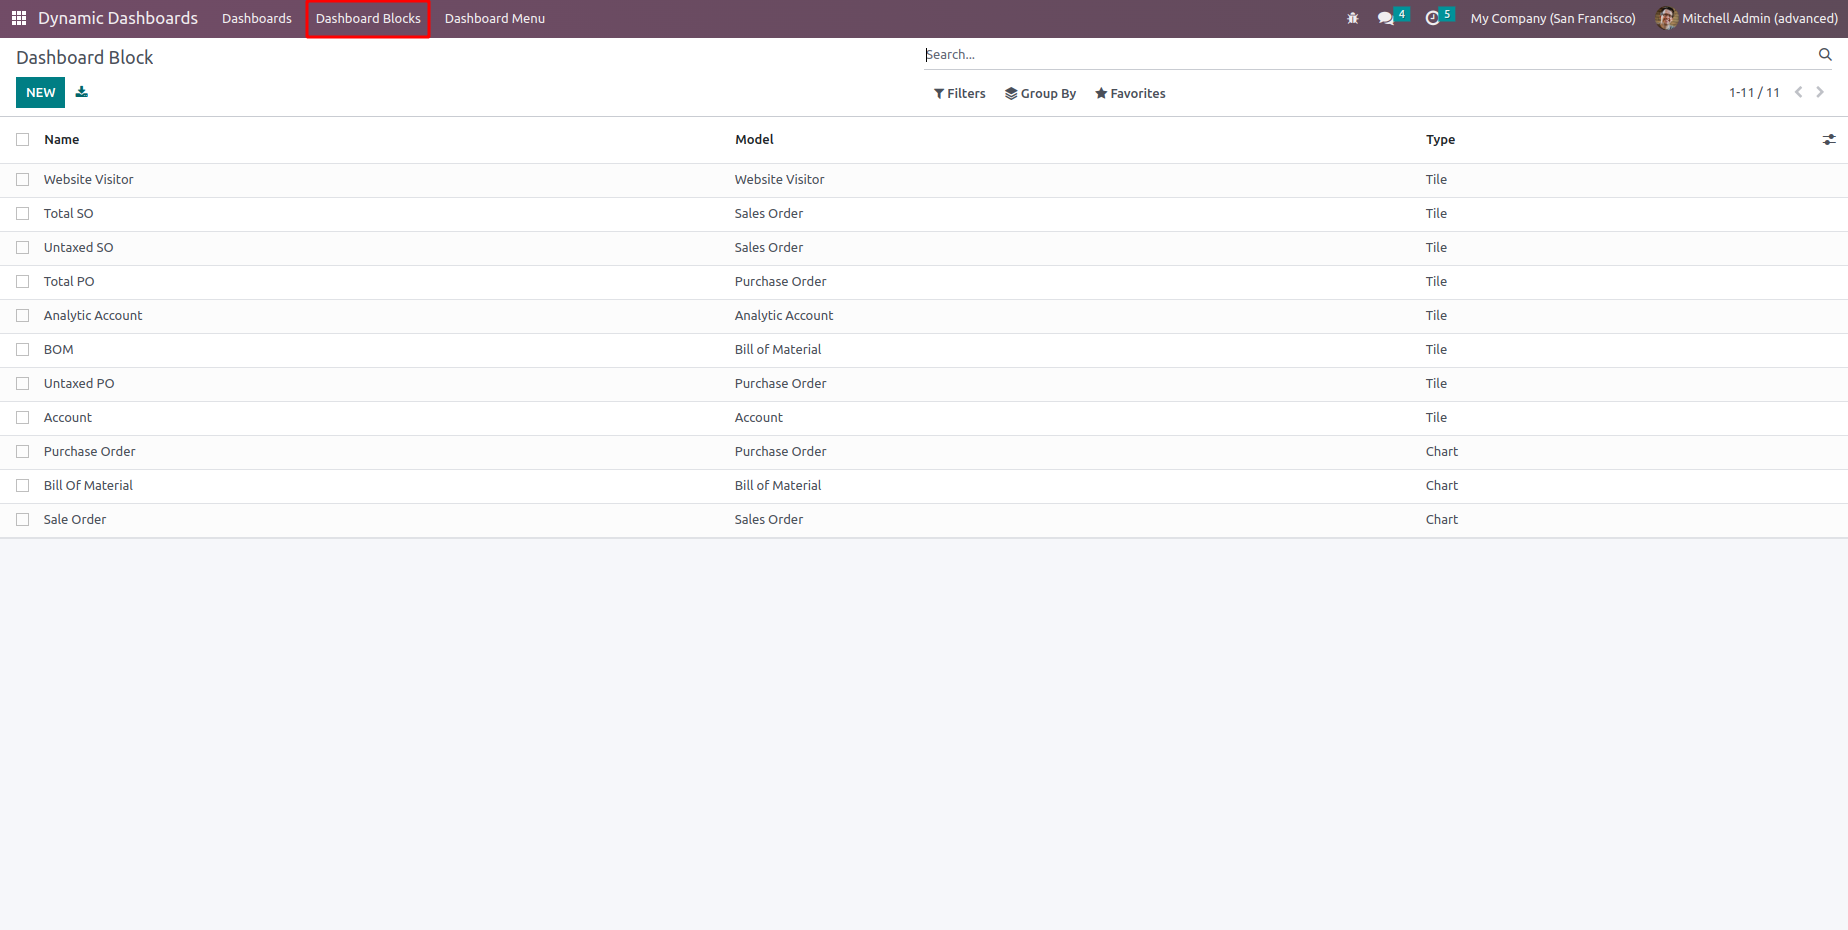 Dynamic Dashboards Dashboards Dashboard Blocks Dashboard Menu 4 5 My Company (San Francisco) Mitchell Admin (advanced)
Dashboard Block Search...
NEW Filters Group By Favorites 1-11 / 11
Name Model Type
Website Visitor Website Visitor Tile
Total SO Sales Order Tile
Untaxed SO Sales Order Tile
Total PO Purchase Order Tile
Analytic Account Analytic Account Tile
BOM Bill of Material Tile
Untaxed PO Purchase Order Tile
Account Account Tile
Purchase Order Purchase Order Chart
Bill Of Material Bill of Material Chart
Sale Order Sales Order Chart